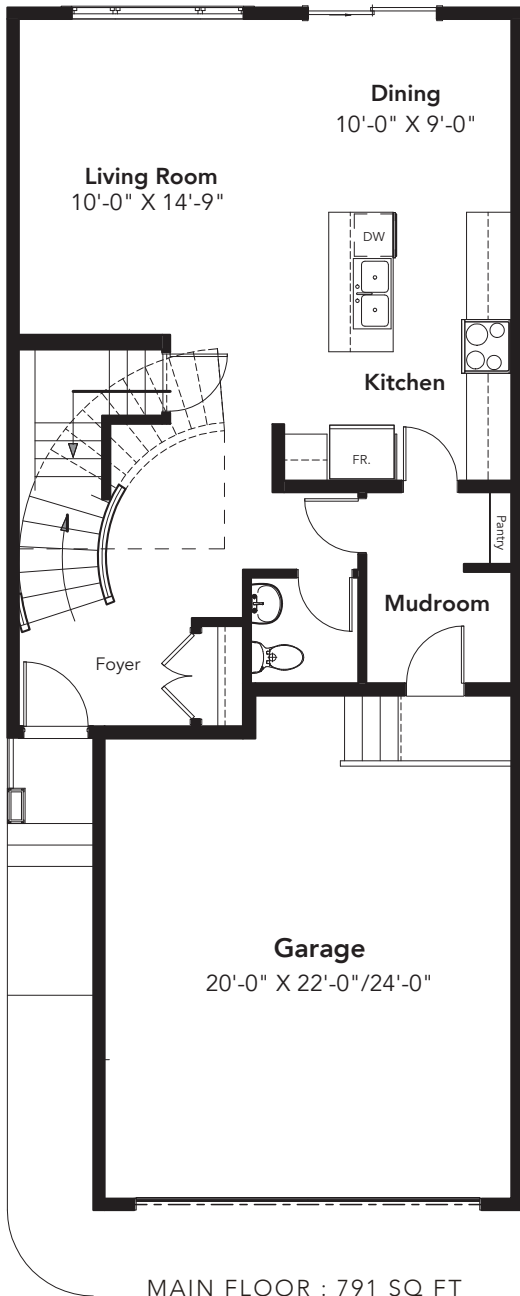 Dining
10'-0" X 9'-0"
Living Room
10'-0" X 14'-9"
DW
Kitchen
FR.
Pantry
Mudroom
Foyer
Garage
20'-0" X 22'-0"/24'-0"
MAIN FLOOR : 791 SQ FT